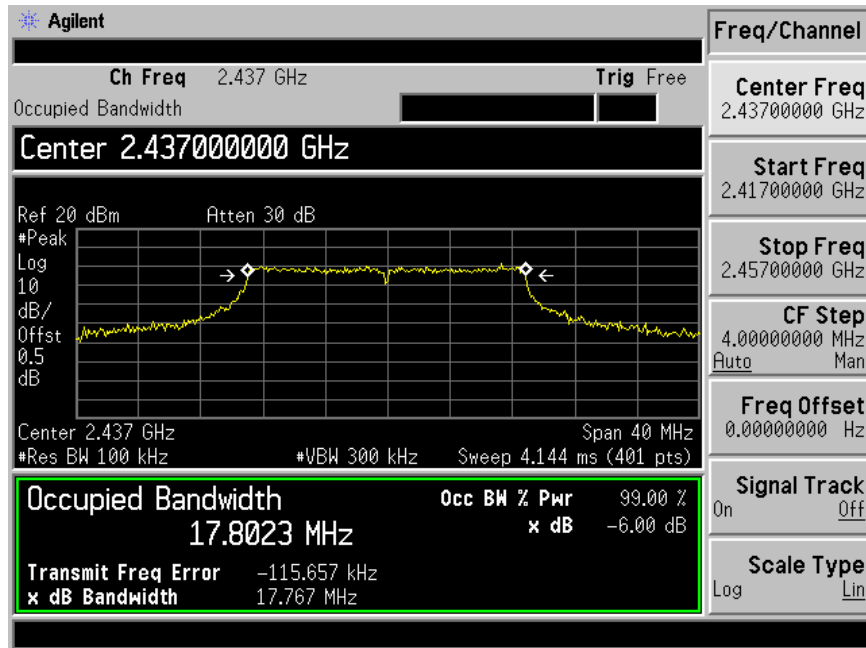 Agilent
Freq/Channel
Ch Freq 2.437 GHz Trig Free
Occupied Bandwidth
Center 2.437000000 GHz
Ref 20 dBm Atten 30 dB
#Peak
Log
10
dB/
Offst
0.5
dB
Center 2.437 GHz Span 40 MHz
#Res BW 100 kHz #VBW 300 kHz Sweep 4.144 ms (401 pts)
Occupied Bandwidth Occ BW % Pwr 99.00 %
17.8023 MHz x dB -6.00 dB
Transmit Freq Error -115.657 kHz
x dB Bandwidth 17.767 MHz
Center Freq
2.43700000 GHz
Start Freq
2.41700000 GHz
Stop Freq
2.45700000 GHz
CF Step
4.00000000 MHz
Auto Man
Freq Offset
0.00000000 Hz
Signal Track
On Off
Scale Type
Log Lin